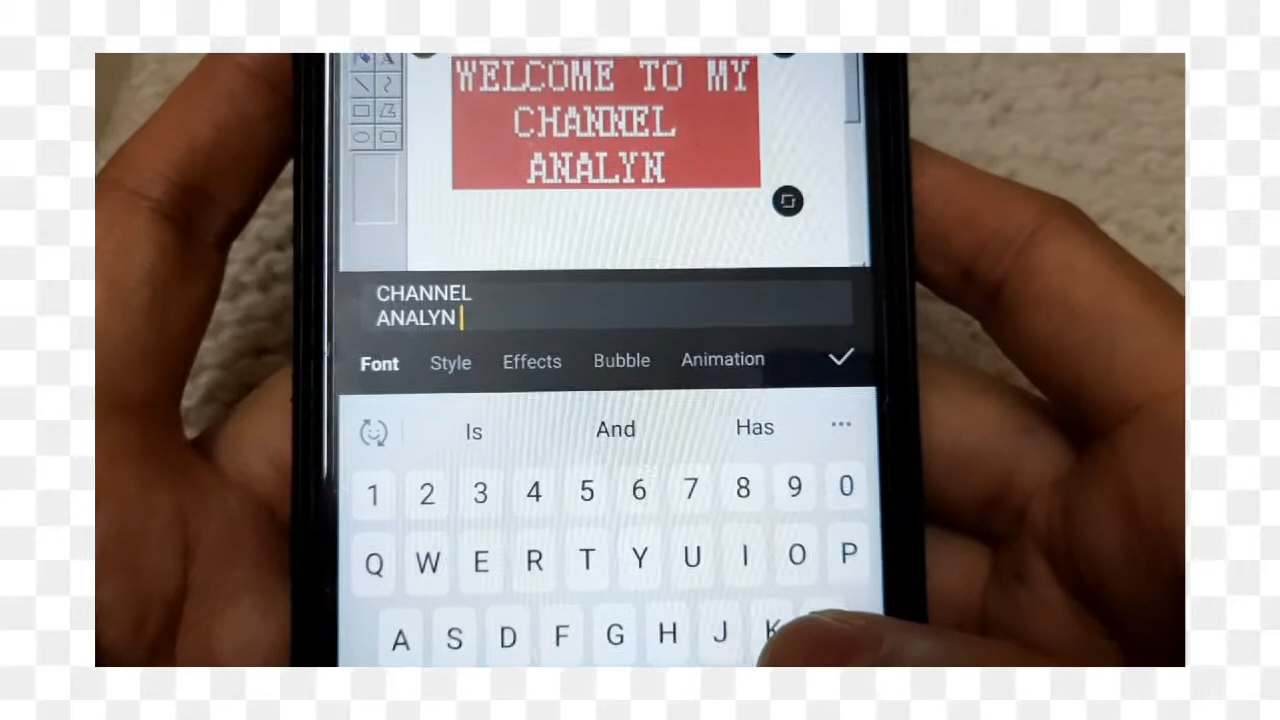 A
WELCOME TO MY
CHANNEL
ANALYN
CHANNEL
ANALYN
Font Style Effects Bubble Animation
Is And Has
1 2 3 4 5 6 7 8 9 0
Q W E R T Y U I O P
A S D F G H J K